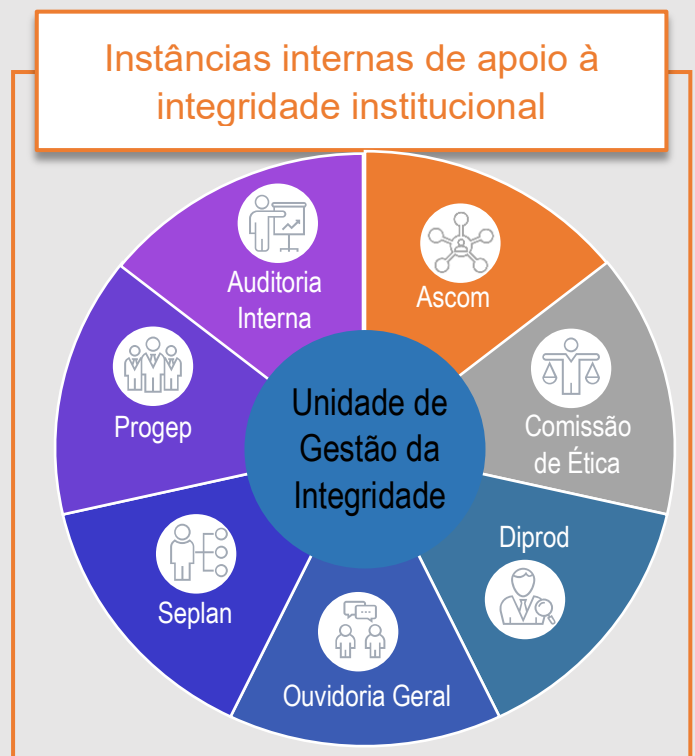 Instâncias internas de apoio à
integridade institucional
Auditoria
Interna
Ascom
Progep
Unidade de
Gestão da
Integridade
Comissão
de Ética
Diprod
Seplan
Ouvidoria Geral